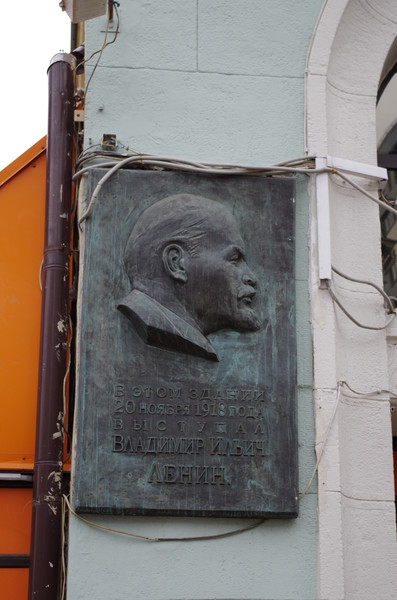 В ЭТОМ ЗДАНИИ
20 НОЯБРЯ 1918 ГОДА
ВЫСТУПАЛ
ВЛАДИМИР ИЛЬИЧ
ЛЕНИН